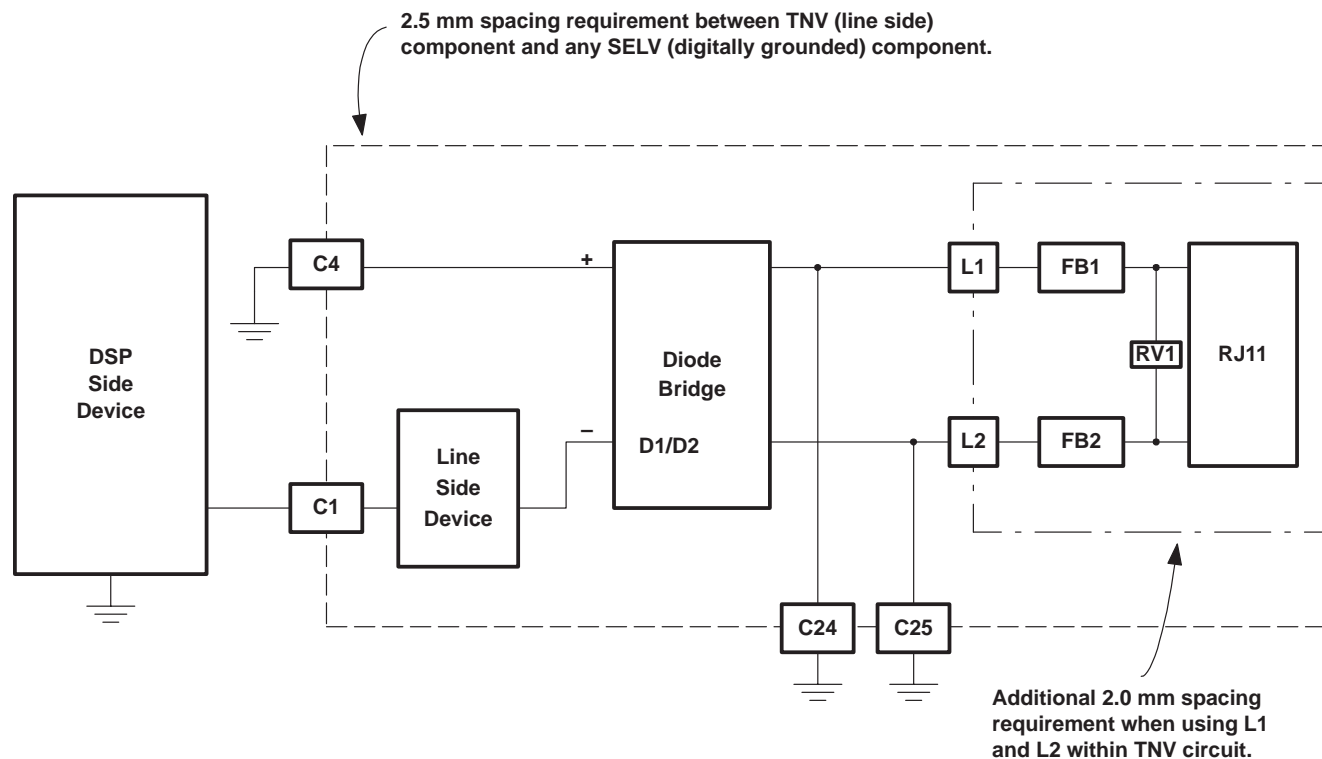 2.5 mm spacing requirement between TNV (line side)
component and any SELV (digitally grounded) component.
C4
+
L1
FB1
DSP
Side
Device
Diode
Bridge
D1/D2
RV1
RJ11
–
L2
FB2
C1
Line
Side
Device
C24
C25
Additional 2.0 mm spacing
requirement when using L1
and L2 within TNV circuit.